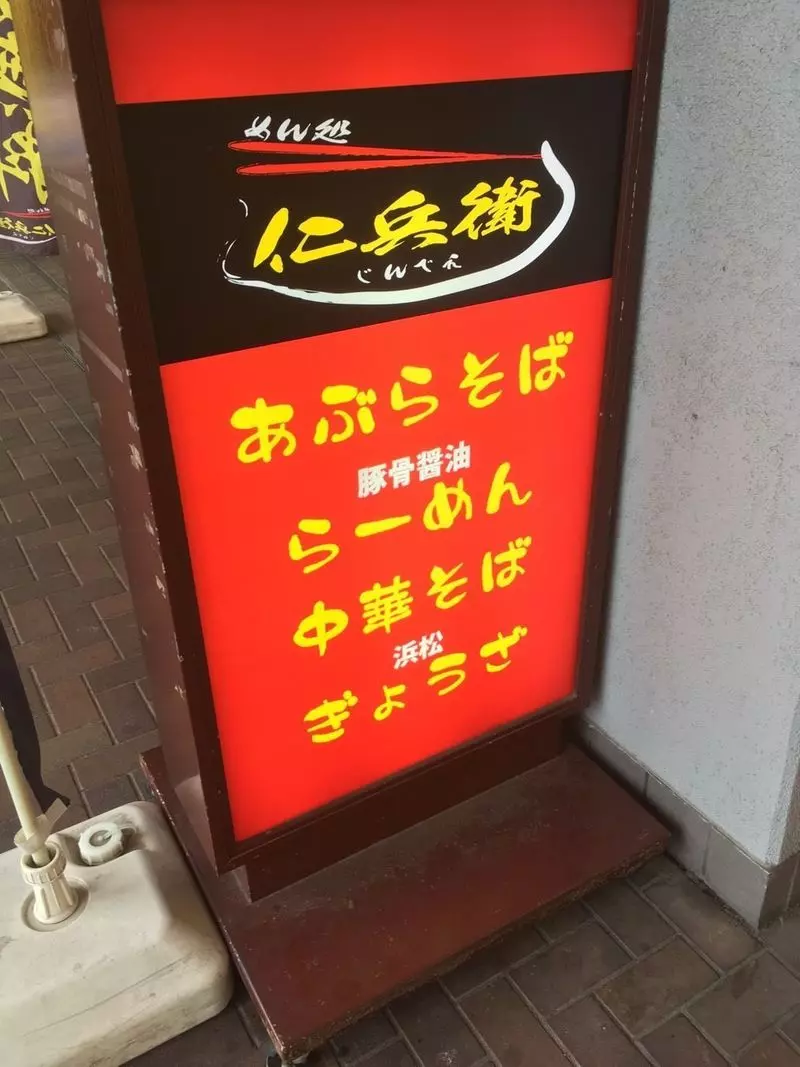 めん処
仁兵衛
じんべえ
あぶらそば
豚骨醤油
らーめん
中華そば
浜松
ぎょうざ